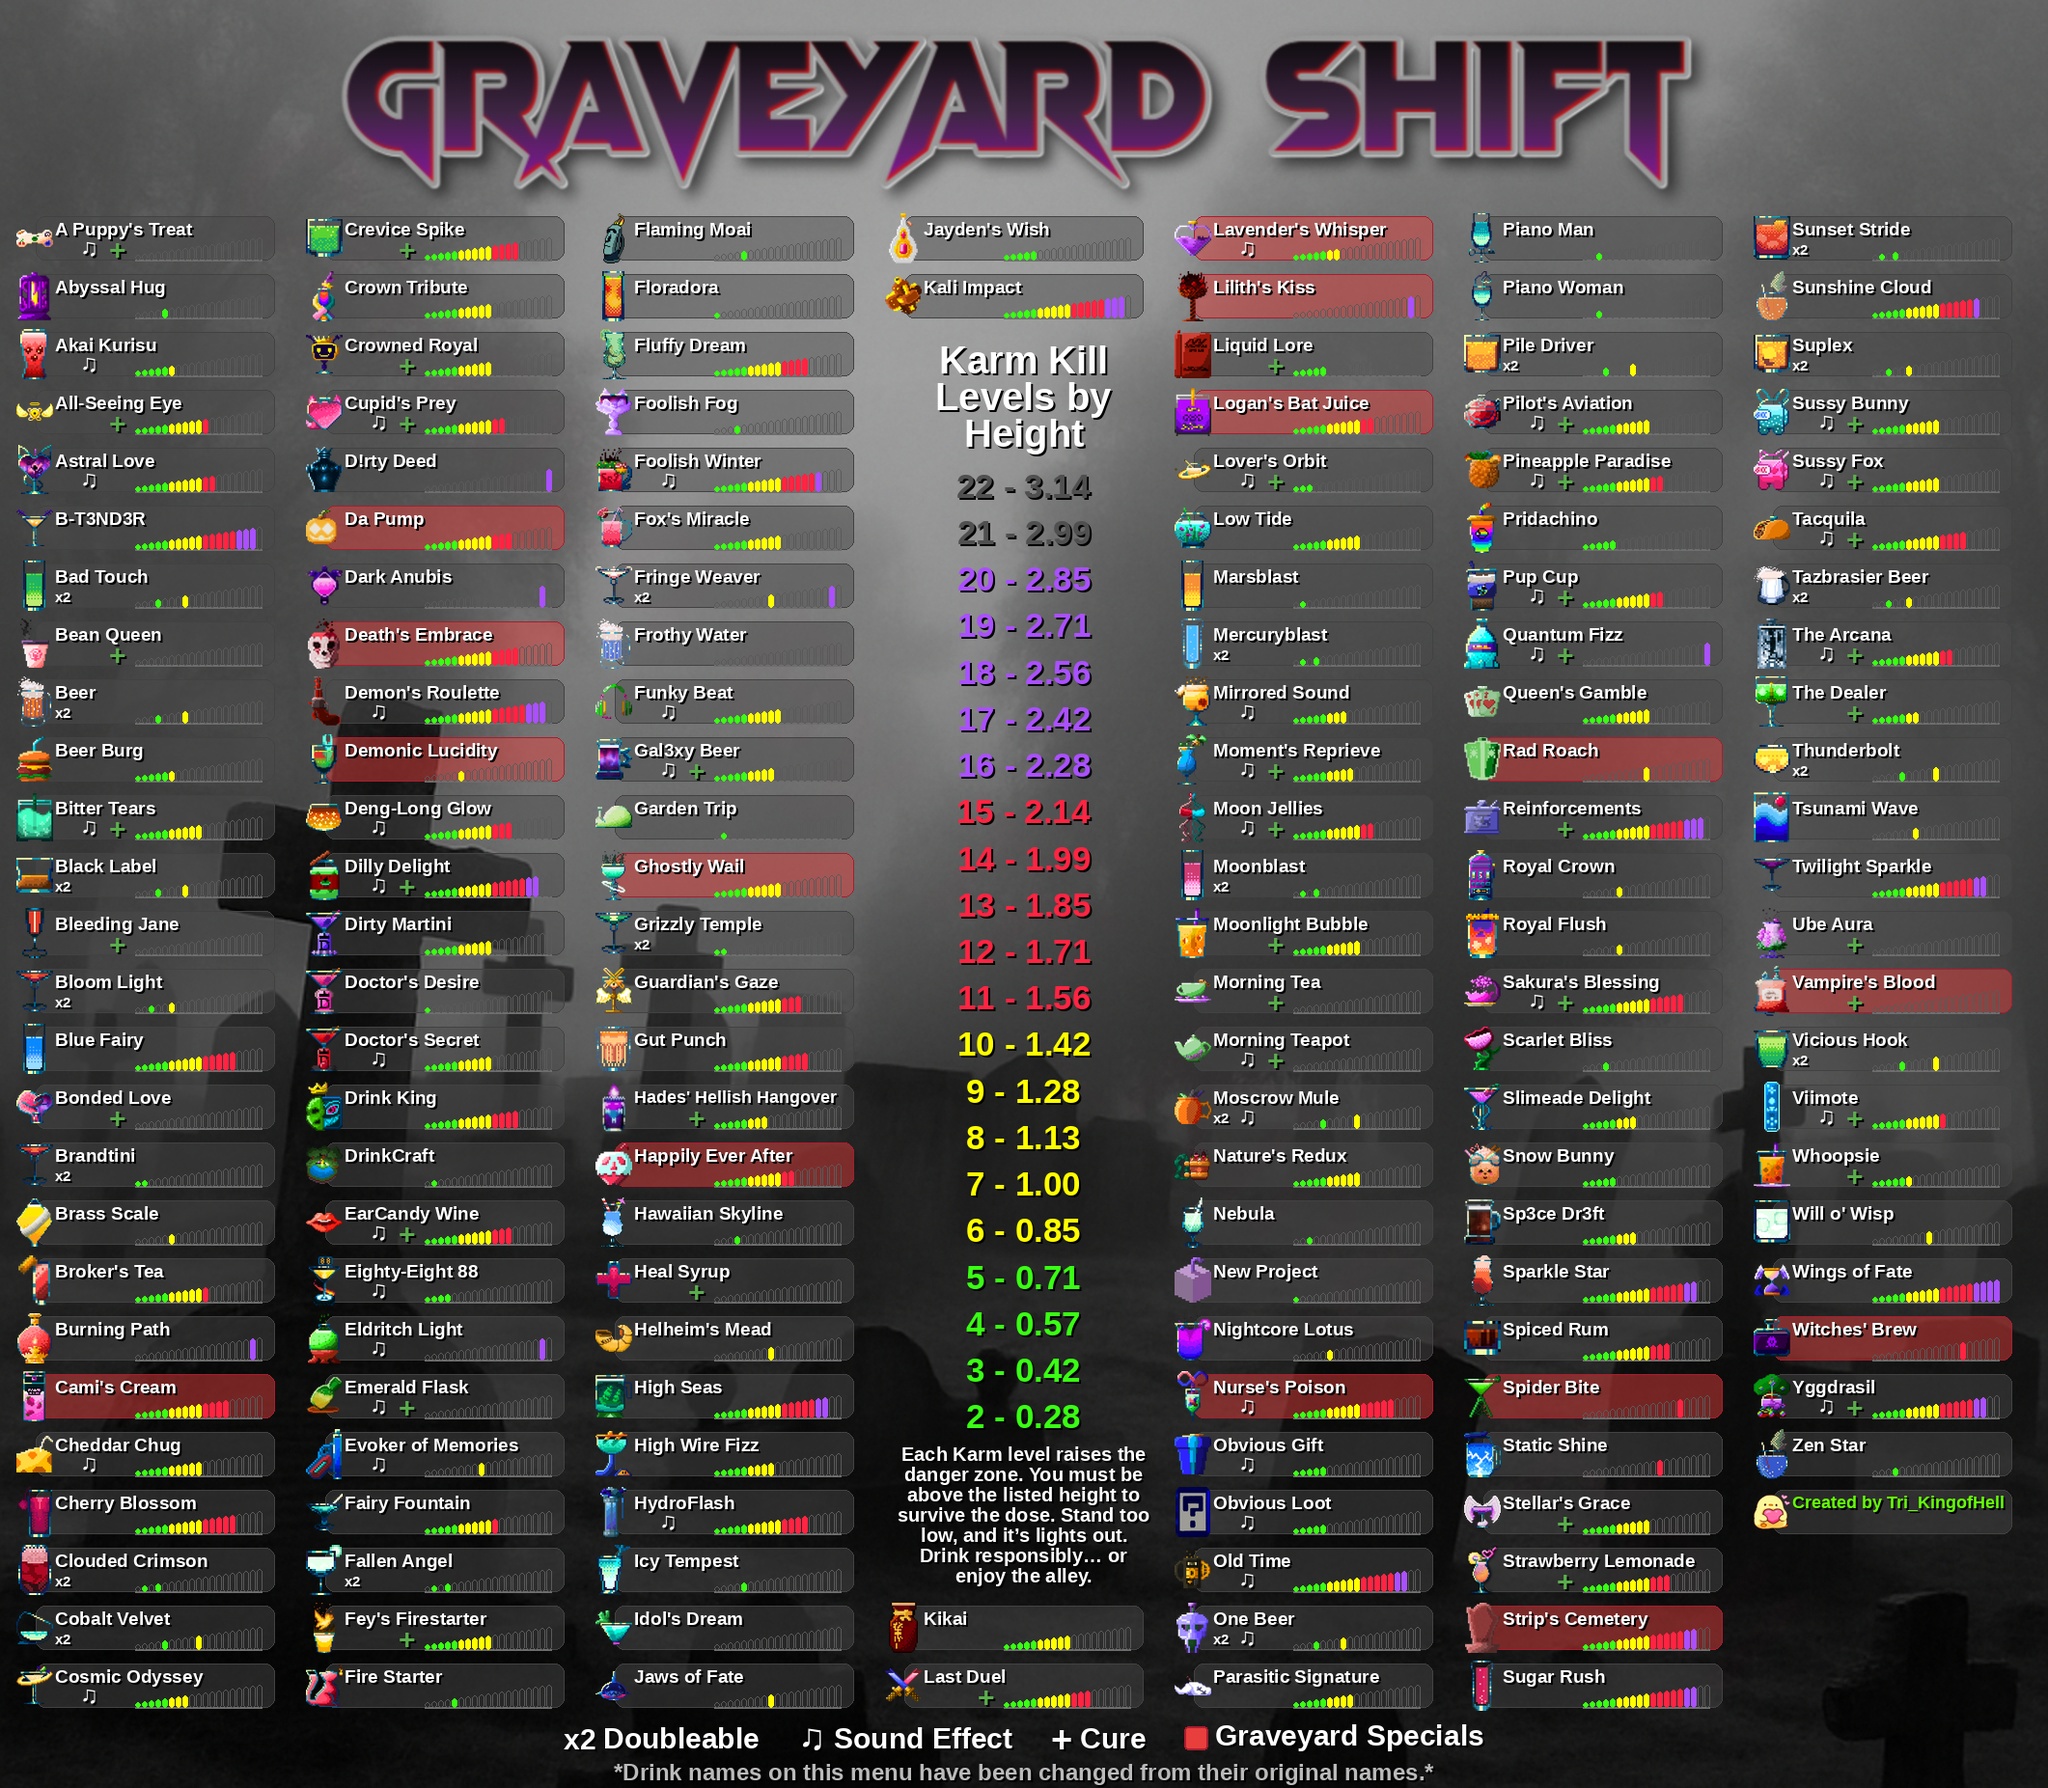 GRAVEYARD SHIFT
A Puppy's Treat
♫ +
Abyssal Hug
Akai Kurisu
♫
All-Seeing Eye
+
Astral Love
♫
B-T3ND3R
Bad Touch
x2
Bean Queen
+
Beer
x2
Beer Burg
Bitter Tears
♫ +
Black Label
x2
Bleeding Jane
+
Bloom Light
x2
Blue Fairy
Bonded Love
+
Brandtini
x2
Brass Scale
Broker's Tea
Burning Path
Cami's Cream
Cheddar Chug
♫
Cherry Blossom
Clouded Crimson
x2
Cobalt Velvet
x2
Cosmic Odyssey
♫
Crevice Spike
+
Crown Tribute
Crowned Royal
+
Cupid's Prey
♫ +
D!rty Deed
Da Pump
Dark Anubis
Death's Embrace
Demon's Roulette
♫
Demonic Lucidity
Deng-Long Glow
♫
Dilly Delight
♫ +
Dirty Martini
Doctor's Desire
Doctor's Secret
♫
Drink King
DrinkCraft
EarCandy Wine
♫ +
Eighty-Eight 88
♫
Eldritch Light
♫
Emerald Flask
♫ +
Evoker of Memories
♫
Fairy Fountain
Fallen Angel
x2
Fey's Firestarter
+
Fire Starter
Flaming Moai
Floradora
Fluffy Dream
Foolish Fog
Foolish Winter
♫
Fox's Miracle
Fringe Weaver
x2
Frothy Water
Funky Beat
♫
Gal3xy Beer
♫ +
Garden Trip
Ghostly Wail
Grizzly Temple
x2
Guardian's Gaze
Gut Punch
Hades' Hellish Hangover
+
Happily Ever After
Hawaiian Skyline
Heal Syrup
+
Helheim's Mead
High Seas
High Wire Fizz
HydroFlash
♫
Icy Tempest
Idol's Dream
Jaws of Fate
Jayden's Wish
Kali Impact
Karm Kill
Levels by
Height
22 - 3.14
21 - 2.99
20 - 2.85
19 - 2.71
18 - 2.56
17 - 2.42
16 - 2.28
15 - 2.14
14 - 1.99
13 - 1.85
12 - 1.71
11 - 1.56
10 - 1.42
9 - 1.28
8 - 1.13
7 - 1.00
6 - 0.85
5 - 0.71
4 - 0.57
3 - 0.42
2 - 0.28
Each Karm level raises the
danger zone. You must be
above the listed height to
survive the dose. Stand too
low, and it's lights out.
Drink responsibly… or
enjoy the alley.
Kikai
Last Duel
+
Lavender's Whisper
♫
Lilith's Kiss
Liquid Lore
+
Logan's Bat Juice
Lover's Orbit
♫ +
Low Tide
Marsblast
Mercuryblast
x2
Mirrored Sound
♫
Moment's Reprieve
♫ +
Moon Jellies
♫ +
Moonblast
x2
Moonlight Bubble
+
Morning Tea
+
Morning Teapot
♫ +
Moscrow Mule
x2 ♫
Nature's Redux
Nebula
New Project
Nightcore Lotus
Nurse's Poison
♫
Obvious Gift
♫
Obvious Loot
♫
Old Time
♫
One Beer
x2 ♫
Parasitic Signature
Piano Man
Piano Woman
Pile Driver
x2
Pilot's Aviation
♫ +
Pineapple Paradise
♫ +
Pridachino
Pup Cup
♫ +
Quantum Fizz
♫ +
Queen's Gamble
Rad Roach
Reinforcements
+
Royal Crown
Royal Flush
Sakura's Blessing
♫ +
Scarlet Bliss
Slimeade Delight
Snow Bunny
Sp3ce Dr3ft
Sparkle Star
Spiced Rum
Spider Bite
Static Shine
Stellar's Grace
+
Strawberry Lemonade
+
Strip's Cemetery
Sugar Rush
Sunset Stride
x2
Sunshine Cloud
Suplex
x2
Sussy Bunny
♫ +
Sussy Fox
♫ +
Tacquila
♫ +
Tazbrasier Beer
x2
The Arcana
♫ +
The Dealer
+
Thunderbolt
x2
Tsunami Wave
Twilight Sparkle
Ube Aura
+
Vampire's Blood
+
Vicious Hook
x2
Viimote
♫ +
Whoopsie
+
Will o' Wisp
Wings of Fate
Witches' Brew
Yggdrasil
♫ +
Zen Star
Created by Tri_KingofHell
x2 Doubleable ♫ Sound Effect + Cure Graveyard Specials
*Drink names on this menu have been changed from their original names.*